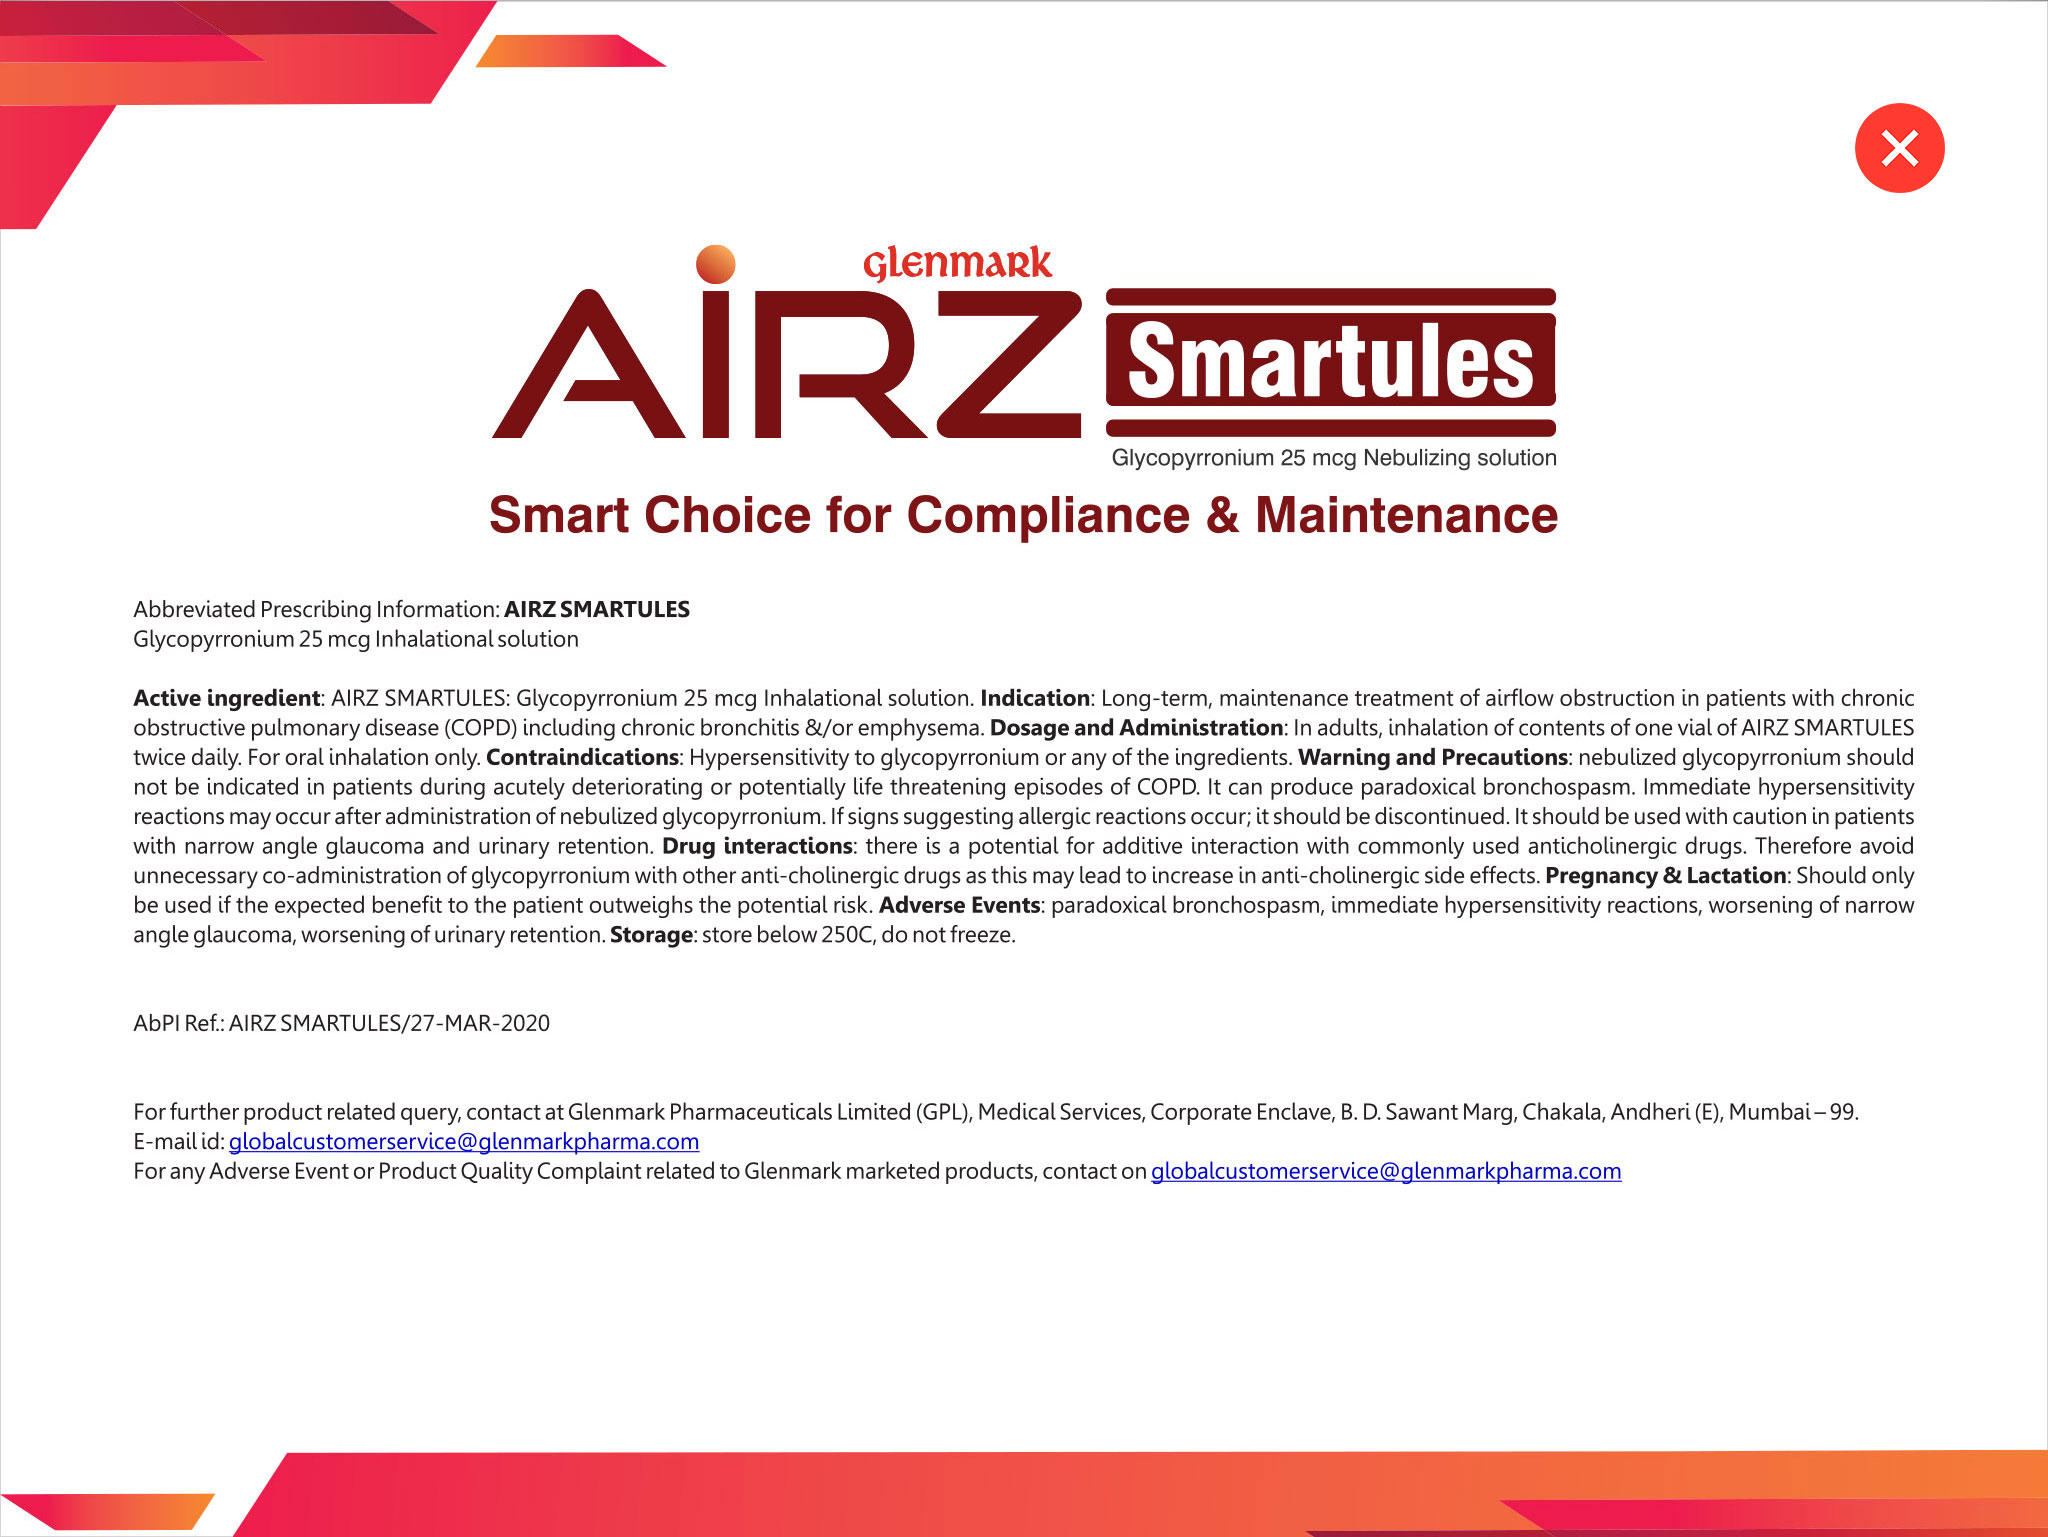 glenmark
AIRZ Smartules
Glycopyrronium 25 mcg Nebulizing solution
Smart Choice for Compliance & Maintenance
Abbreviated Prescribing Information: AIRZ SMARTULES
Glycopyrronium 25 mcg Inhalational solution
Active ingredient: AIRZ SMARTULES: Glycopyrronium 25 mcg Inhalational solution. Indication: Long-term, maintenance treatment of airflow obstruction in patients with chronic
obstructive pulmonary disease (COPD) including chronic bronchitis &/or emphysema. Dosage and Administration: In adults, inhalation of contents of one vial of AIRZ SMARTULES
twice daily. For oral inhalation only. Contraindications: Hypersensitivity to glycopyrronium or any of the ingredients. Warning and Precautions: nebulized glycopyrronium should
not be indicated in patients during acutely deteriorating or potentially life threatening episodes of COPD. It can produce paradoxical bronchospasm. Immediate hypersensitivity
reactions may occur after administration of nebulized glycopyrronium. If signs suggesting allergic reactions occur; it should be discontinued. It should be used with caution in patients
with narrow angle glaucoma and urinary retention. Drug interactions: there is a potential for additive interaction with commonly used anticholinergic drugs. Therefore avoid
unnecessary co-administration of glycopyrronium with other anti-cholinergic drugs as this may lead to increase in anti-cholinergic side effects. Pregnancy & Lactation: Should only
be used if the expected benefit to the patient outweighs the potential risk. Adverse Events: paradoxical bronchospasm, immediate hypersensitivity reactions, worsening of narrow
angle glaucoma, worsening of urinary retention. Storage: store below 250C, do not freeze.
AbPI Ref.: AIRZ SMARTULES/27-MAR-2020
For further product related query, contact at Glenmark Pharmaceuticals Limited (GPL), Medical Services, Corporate Enclave, B. D. Sawant Marg, Chakala, Andheri (E), Mumbai – 99.
E-mail id: globalcustomerservice@glenmarkpharma.com
For any Adverse Event or Product Quality Complaint related to Glenmark marketed products, contact on globalcustomerservice@glenmarkpharma.com